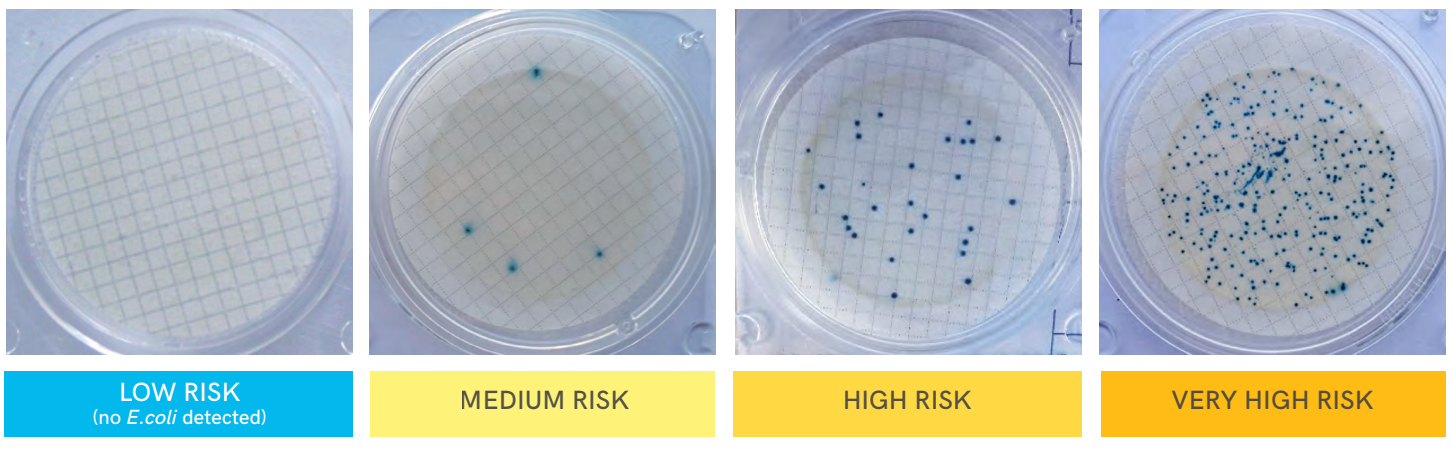 LOW RISK
(no E.coli detected)
MEDIUM RISK
HIGH RISK
VERY HIGH RISK